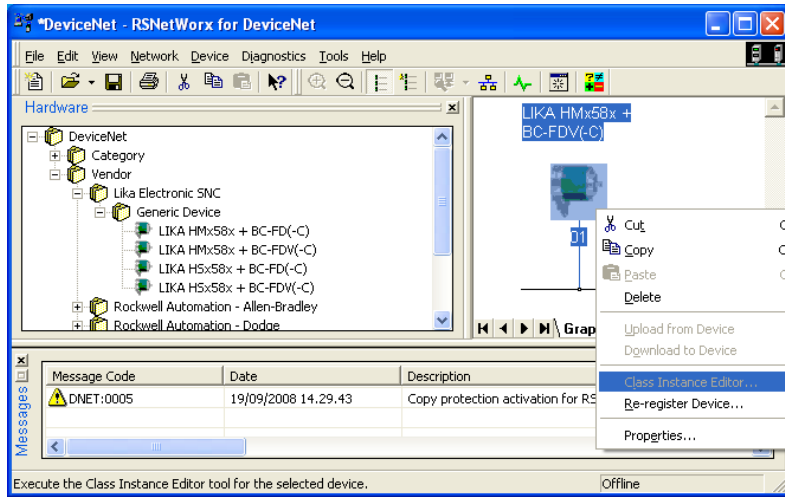 *DeviceNet - RSNetWorx for DeviceNet
File Edit View Network Device Diagnostics Tools Help
Hardware
DeviceNet
Category
Vendor
Lika Electronic SNC
Generic Device
LIKA HMx58x + BC-FD(-C)
LIKA HMx58x + BC-FDV(-C)
LIKA HSx58x + BC-FD(-C)
LIKA HSx58x + BC-FDV(-C)
Rockwell Automation - Allen-Bradley
Rockwell Automation - Dodge
LIKA HMx58x +
BC-FDV(-C)
01
Grap
Cut C
Copy C
Paste C
Delete
Upload from Device
Download to Device
Class Instance Editor...
Re-register Device...
Properties...
Messages
Message Code Date Description
DNET:0005 19/09/2008 14.29.43 Copy protection activation for RS
Execute the Class Instance Editor tool for the selected device. Offline